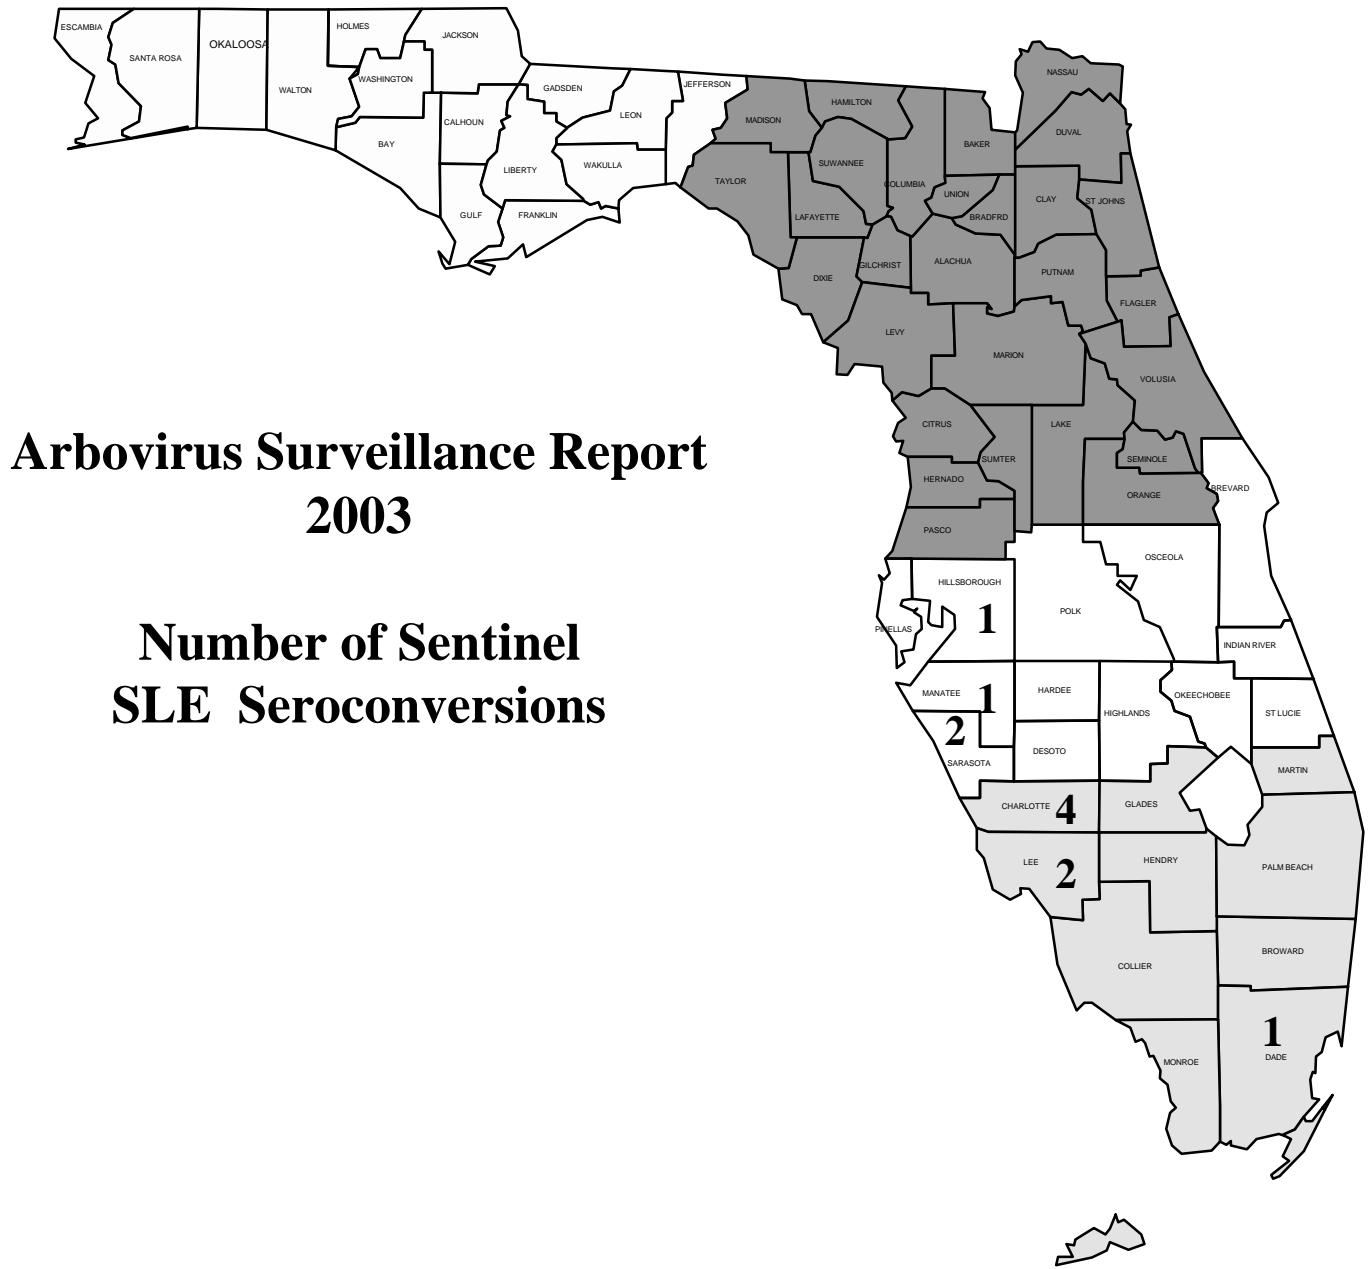 ESCAMBIA
SANTA ROSA
OKALOOSA
WALTON
HOLMES
JACKSON
WASHINGTON
BAY
CALHOUN
GULF
GADSDEN
LIBERTY
FRANKLIN
LEON
WAKULLA
JEFFERSON
MADISON
TAYLOR
HAMILTON
SUWANNEE
LAFAYETTE
DIXIE
COLUMBIA
GILCHRIST
BAKER
UNION
BRADFRD
ALACHUA
NASSAU
DUVAL
CLAY
ST JOHNS
PUTNAM
FLAGLER
LEVY
MARION
VOLUSIA
CITRUS
SUMTER
LAKE
SEMINOLE
HERNADO
ORANGE
BREVARD
PASCO
Arbovirus Surveillance Report
2003
Number of Sentinel
SLE Seroconversions
OSCEOLA
HILLSBOROUGH
1
POLK
PINELLAS
INDIAN RIVER
MANATEE
1
HARDEE
HIGHLANDS
OKEECHOBEE
ST LUCIE
2
SARASOTA
DESOTO
MARTIN
CHARLOTTE
4
GLADES
LEE
2
HENDRY
PALM BEACH
COLLIER
BROWARD
MONROE
1
DADE